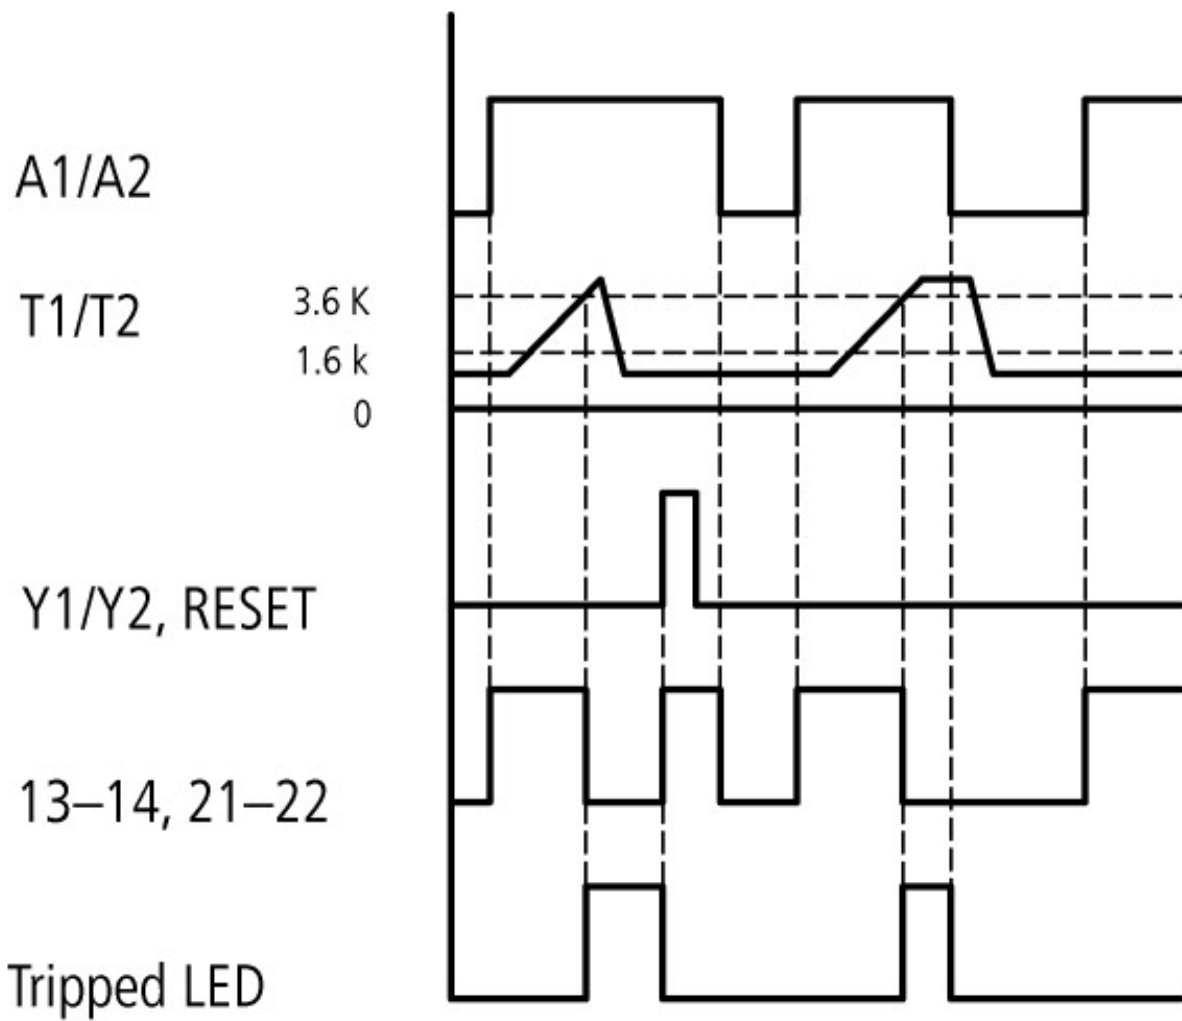 A1/A2
T1/T2
3.6 K
1.6 k
0
Y1/Y2, RESET
13–14, 21–22
Tripped LED